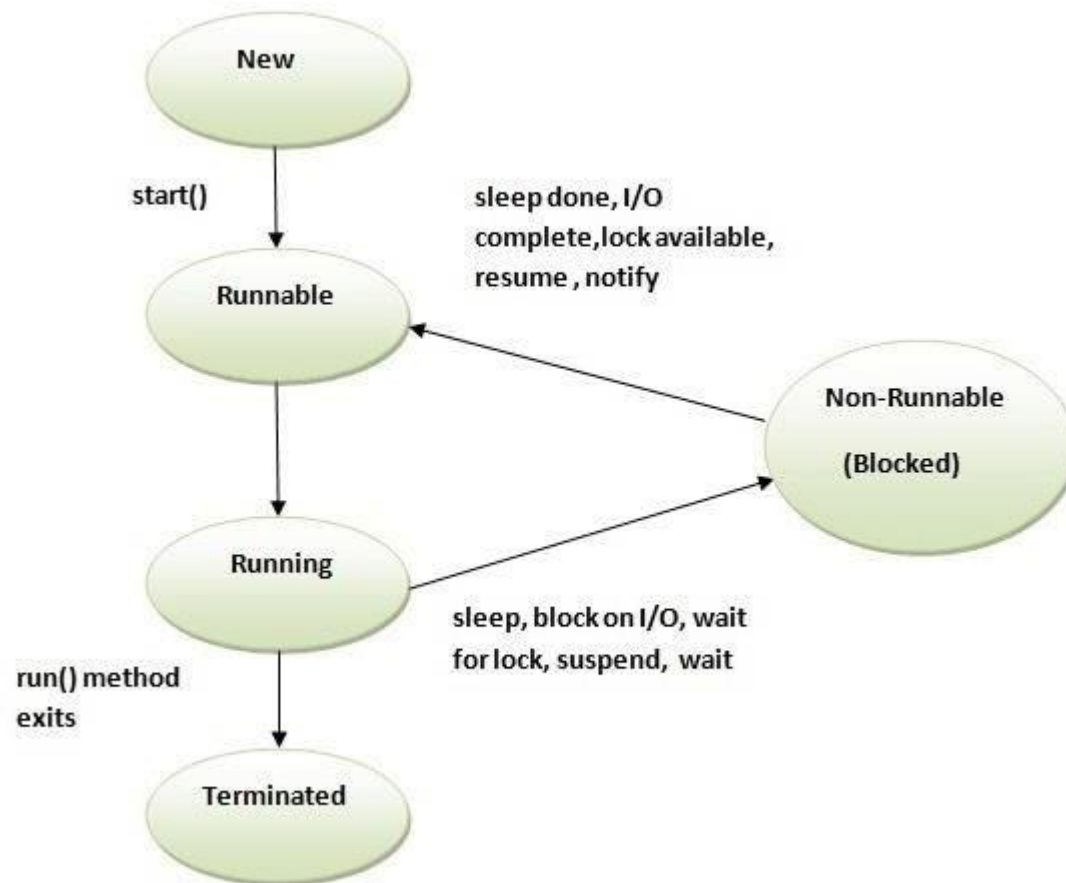 New
start()
sleep done, I/O
complete,lock available,
resume , notify
Runnable
Non-Runnable
(Blocked)
Running
sleep, block on I/O, wait
for lock, suspend, wait
run() method
exits
Terminated